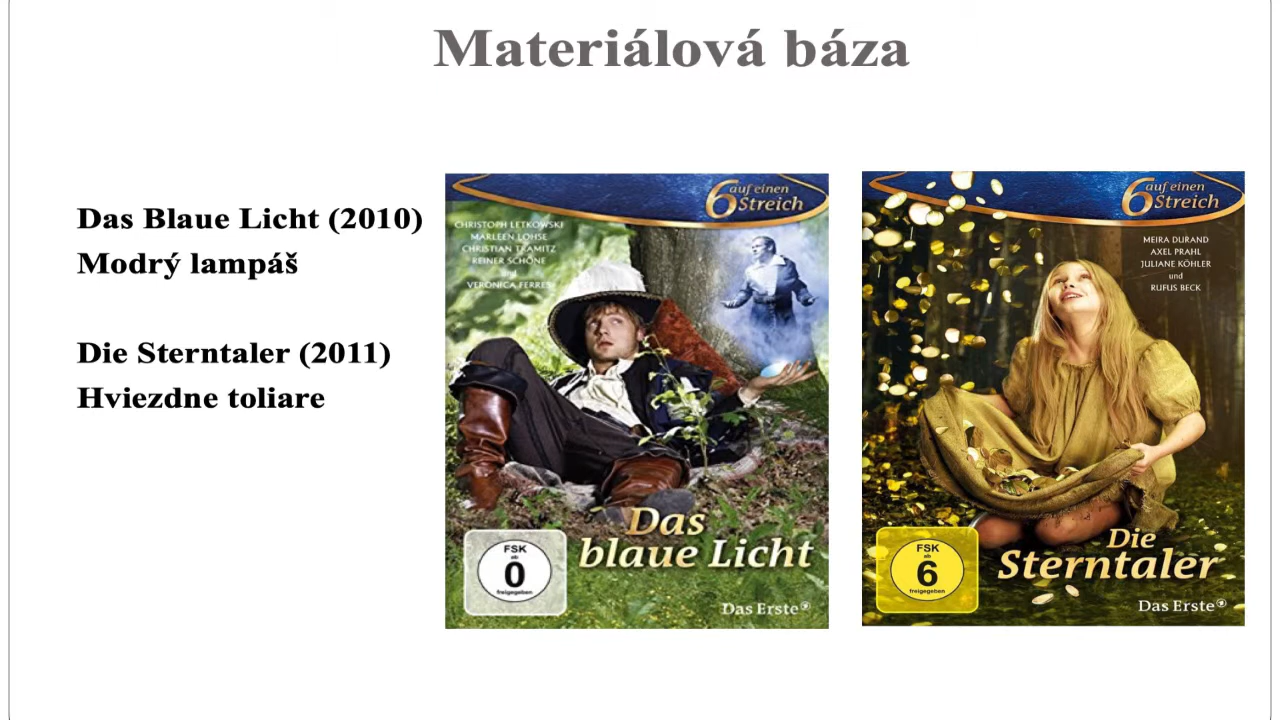 Materiálová báza
Das Blaue Licht (2010)
Modrý lampáš
Die Sterntaler (2011)
Hviezdne toliare
6 auf einen
Streich
CHRISTOPH LETKOWSKI
MARLEEN LOHSE
CHRISTIAN TRAMITZ
REINER SCHÖNE
und
VERONICA FERRES
Das
blaue Licht
FSK
ab
0
freigegeben
Das Erste
6 auf einen
Streich
MEIRA DURAND
AXEL PRAHL
JULIANE KÖHLER
und
RUFUS BECK
Die
Sterntaler
FSK
ab
6
freigegeben
Das Erste